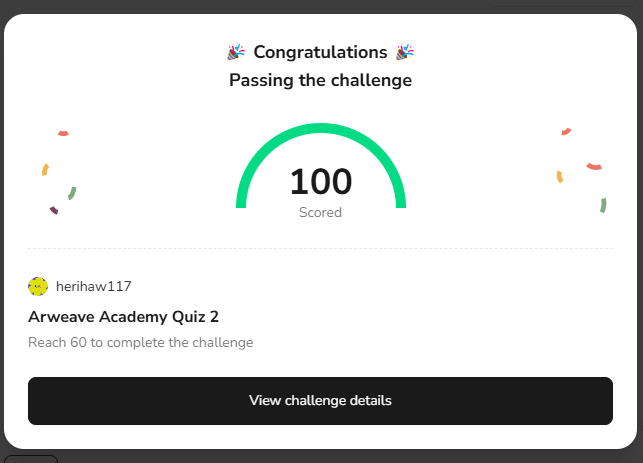 🎉 Congratulations 🎉
Passing the challenge
100
Scored
herihaw117
Arweave Academy Quiz 2
Reach 60 to complete the challenge
View challenge details